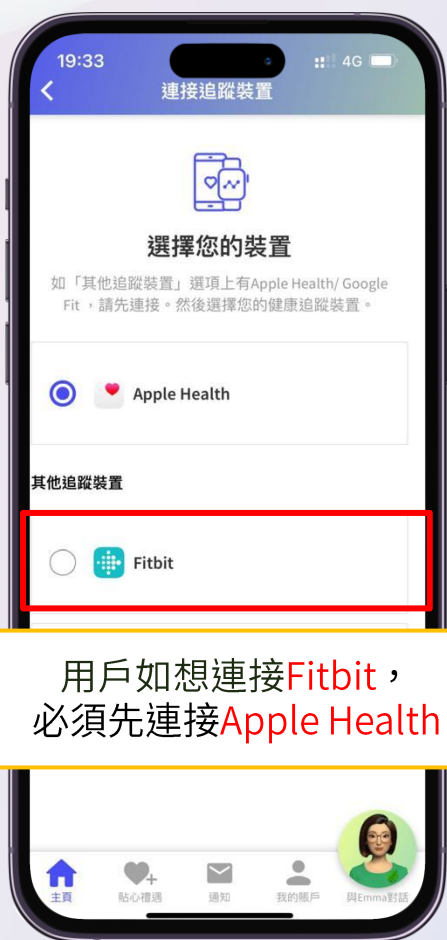 19:33
4G
連接追蹤裝置
選擇您的裝置
如「其他追蹤裝置」選項上有Apple Health/ Google
Fit ，請先連接。然後選擇您的健康追蹤裝置。
Apple Health
其他追蹤裝置
Fitbit
用戶如想連接Fitbit，
必須先連接Apple Health
主頁
貼心禮遇
通知
我的賬戶
與Emma對話